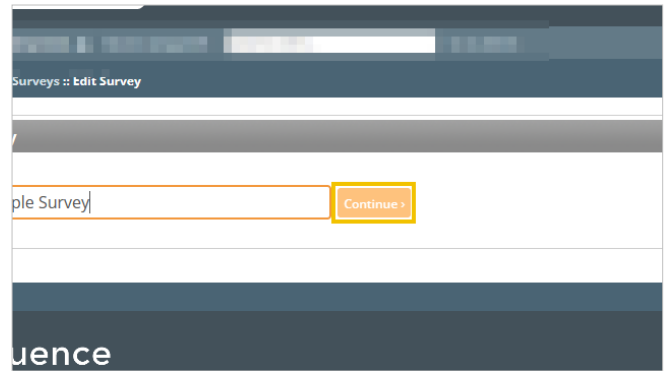 Surveys :: Edit Survey
y
ple Survey
Continue ›
uence